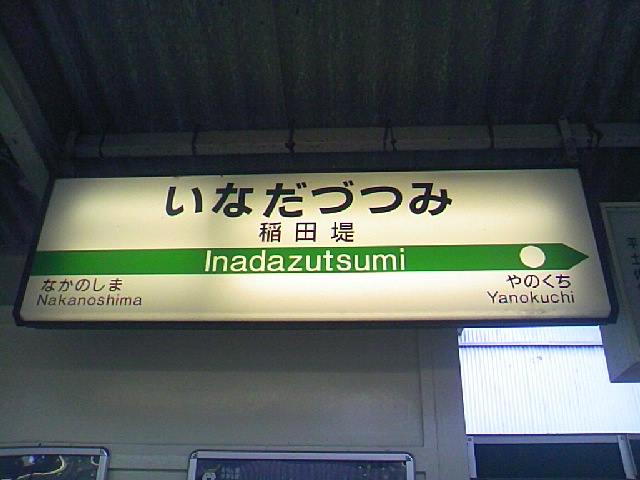 いなだづつみ
稲田堤
Inadazutsumi
なかのしま
Nakanoshima
やのくち
Yanokuchi